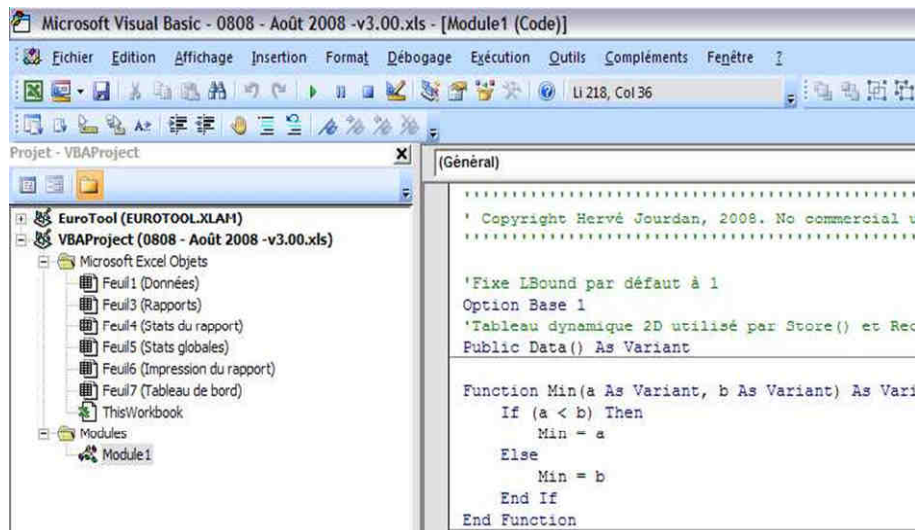 Microsoft Visual Basic - 0808 - Août 2008 -v3.00.xls - [Module1 (Code)]
Fichier Edition Affichage Insertion Format Débogage Exécution Outils Compléments Fenêtre ?
Li 218, Col 36
Projet - VBAProject
(Général)
EuroTool (EUROTOOL.XLAM)
VBAProject (0808 - Août 2008 -v3.00.xls)
Microsoft Excel Objets
Feuil1 (Données)
Feuil3 (Rapports)
Feuil4 (Stats du rapport)
Feuil5 (Stats globales)
Feuil6 (Impression du rapport)
Feuil7 (Tableau de bord)
ThisWorkbook
Modules
Module1
' Copyright Hervé Jourdan, 2008. No commercial u
'Fixe LBound par défaut à 1
Option Base 1
'Tableau dynamique 2D utilisé par Store() et Rec
Public Data() As Variant
Function Min(a As Variant, b As Variant) As Vari
If (a < b) Then
Min = a
Else
Min = b
End If
End Function